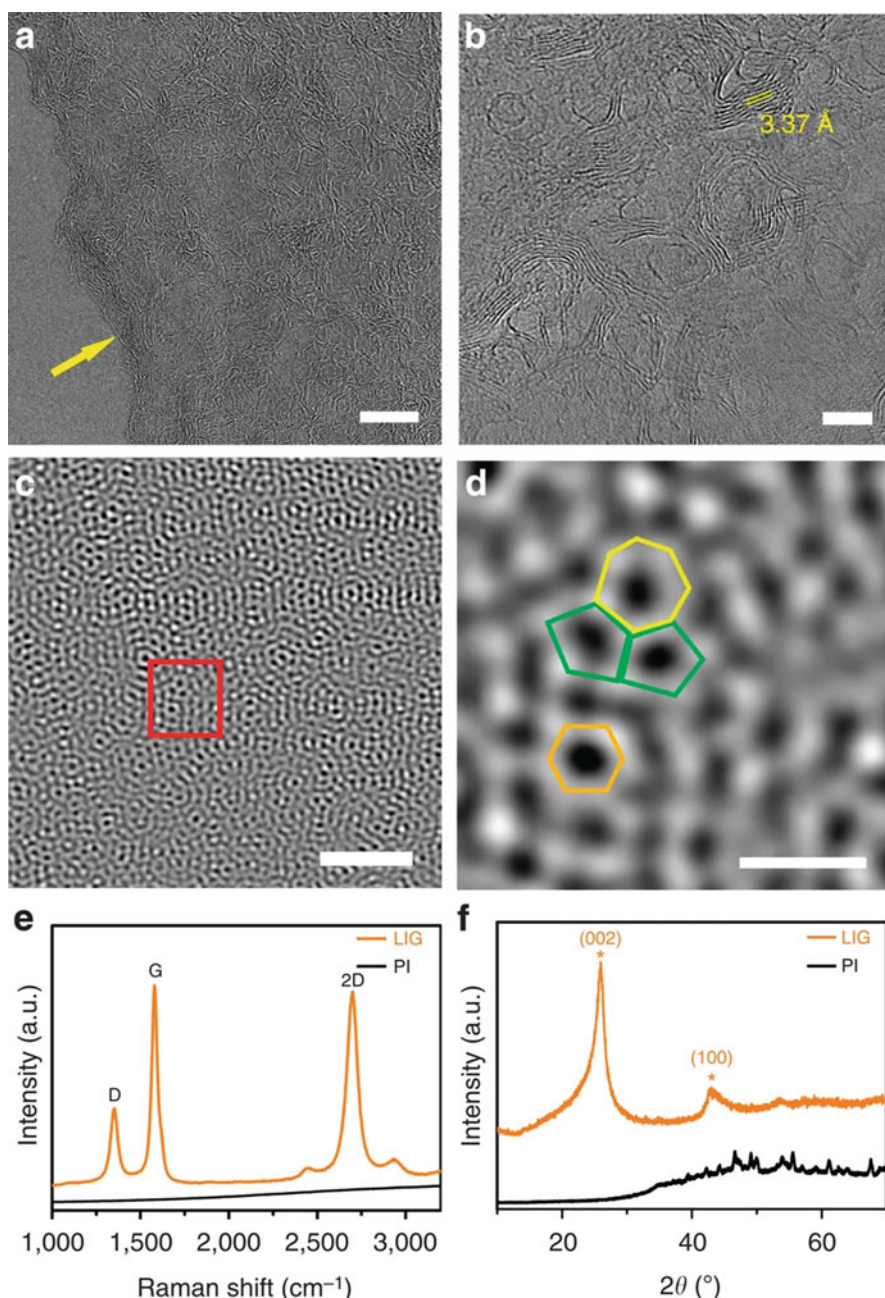 a
b
3.37 Å
c
d
e
LIG
PI
G
2D
D
Intensity (a.u.)
1,000
1,500
2,000
2,500
3,000
Raman shift (cm⁻¹)
f
(002)
*
LIG
PI
(100)
*
Intensity (a.u.)
20
40
60
2θ (°)